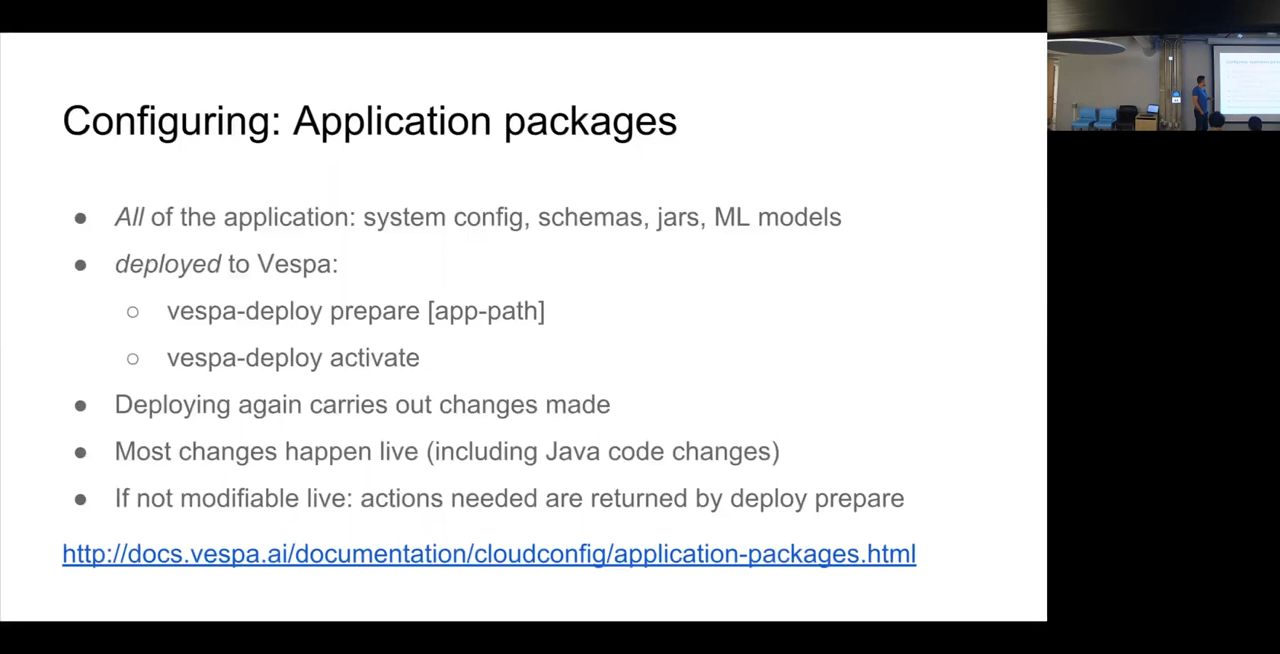 Configuring: Application packages
● All of the application: system config, schemas, jars, ML models
● deployed to Vespa:
○ vespa-deploy prepare [app-path]
○ vespa-deploy activate
● Deploying again carries out changes made
● Most changes happen live (including Java code changes)
● If not modifiable live: actions needed are returned by deploy prepare
http://docs.vespa.ai/documentation/cloudconfig/application-packages.html